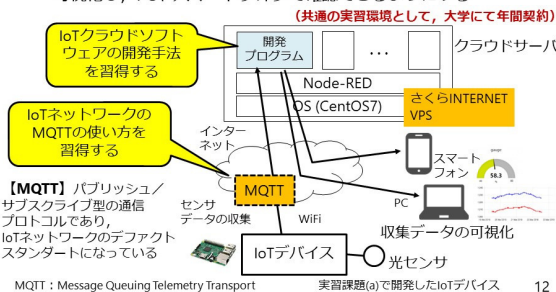 （共通の実習環境として，大学にて年間契約）
IoTクラウドソフト
ウェアの開発手法
を習得する
開発
プログラム
...
クラウドサーバ
Node-RED
OS (CentOS7)
さくらINTERNET
VPS
IoTネットワークの
MQTTの使い方を
習得する
インター
ネット
スマート
フォン
58.3
【MQTT】パブリッシュ／
サブスクライブ型の通信
プロトコルであり，
IoTネットワークのデファクト
スタンダートになっている
MQTT
センサ
データの収集
WiFi
PC
収集データの可視化
IoTデバイス
光センサ
MQTT：Message Queuing Telemetry Transport
実習課題(a)で開発したIoTデバイス
12